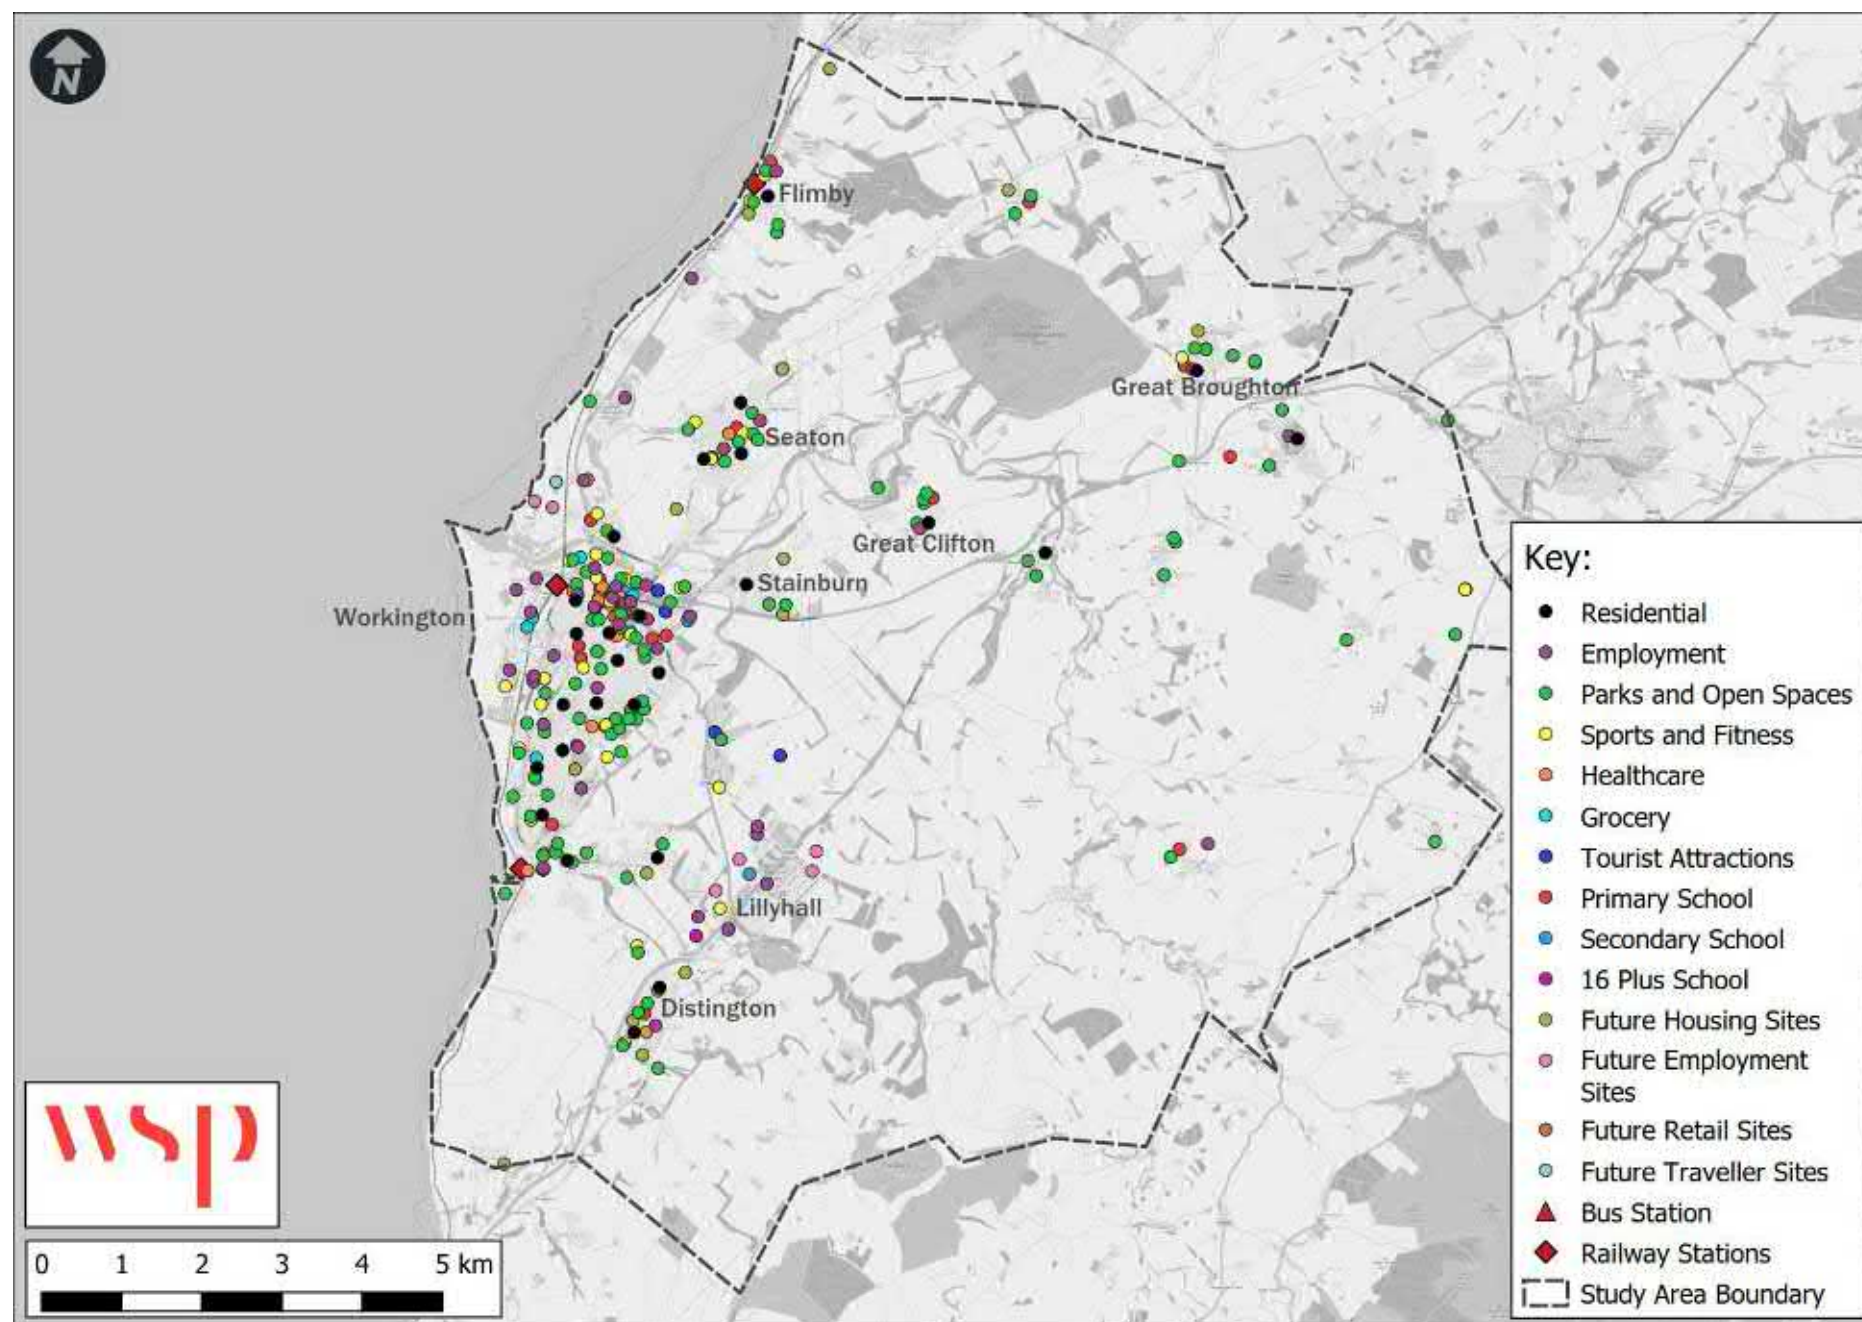 N
Flimby
Great Broughton
Seaton
Great Clifton
Stainburn
Workington
Lillyhall
Distington
Key:
Residential
Employment
Parks and Open Spaces
Sports and Fitness
Healthcare
Grocery
Tourist Attractions
Primary School
Secondary School
16 Plus School
Future Housing Sites
Future Employment
Sites
Future Retail Sites
Future Traveller Sites
Bus Station
Railway Stations
Study Area Boundary
wsp
0 1 2 3 4 5 km